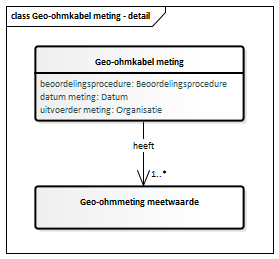 class Geo-ohmkabel meting - detail
Geo-ohmkabel meting
beoordelingsprocedure: Beoordelingsprocedure
datum meting: Datum
uitvoerder meting: Organisatie
heeft
1..*
Geo-ohmmeting meetwaarde